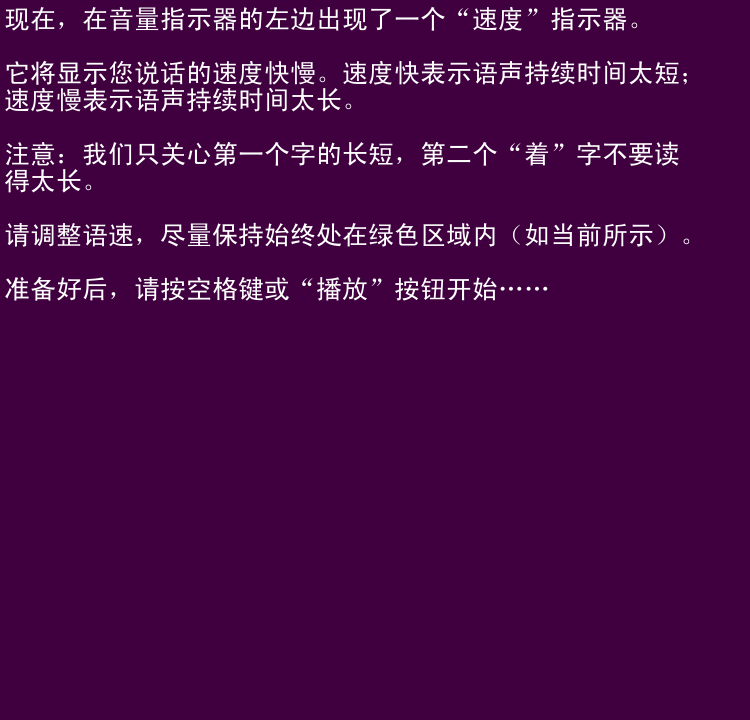 现在，在音量指示器的左边出现了一个“速度”指示器。
它将显示您说话的速度快慢。速度快表示语声持续时间太短；
速度慢表示语声持续时间太长。
注意：我们只关心第一个字的长短，第二个“着”字不要读
得太长。
请调整语速，尽量保持始终处在绿色区域内（如当前所示）。
准备好后，请按空格键或“播放”按钮开始……